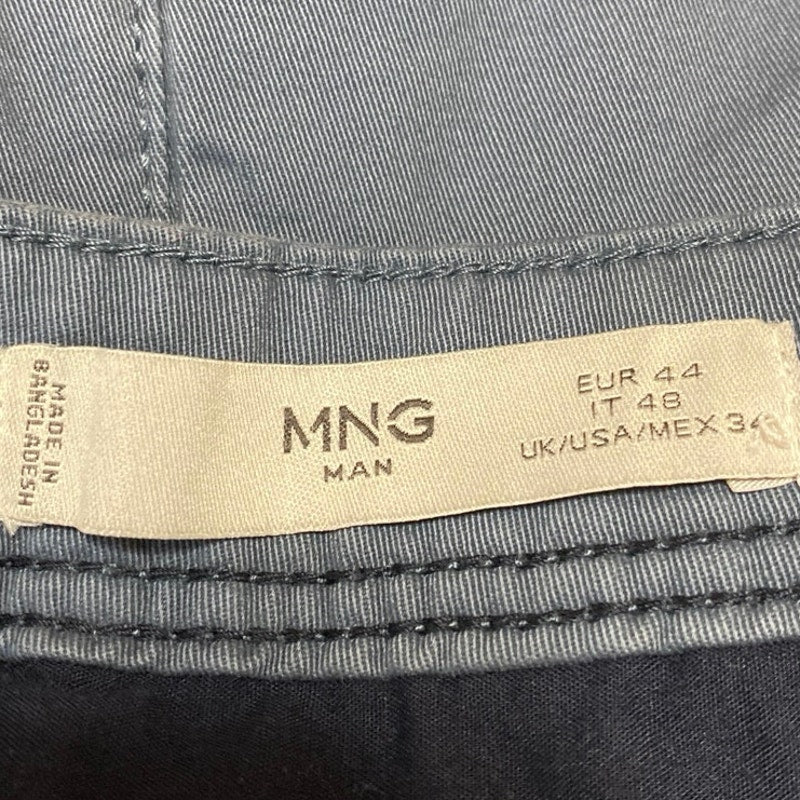 MADE IN
BANGLADESH
MNG
MAN
EUR 44
IT 48
UK/USA/MEX 34